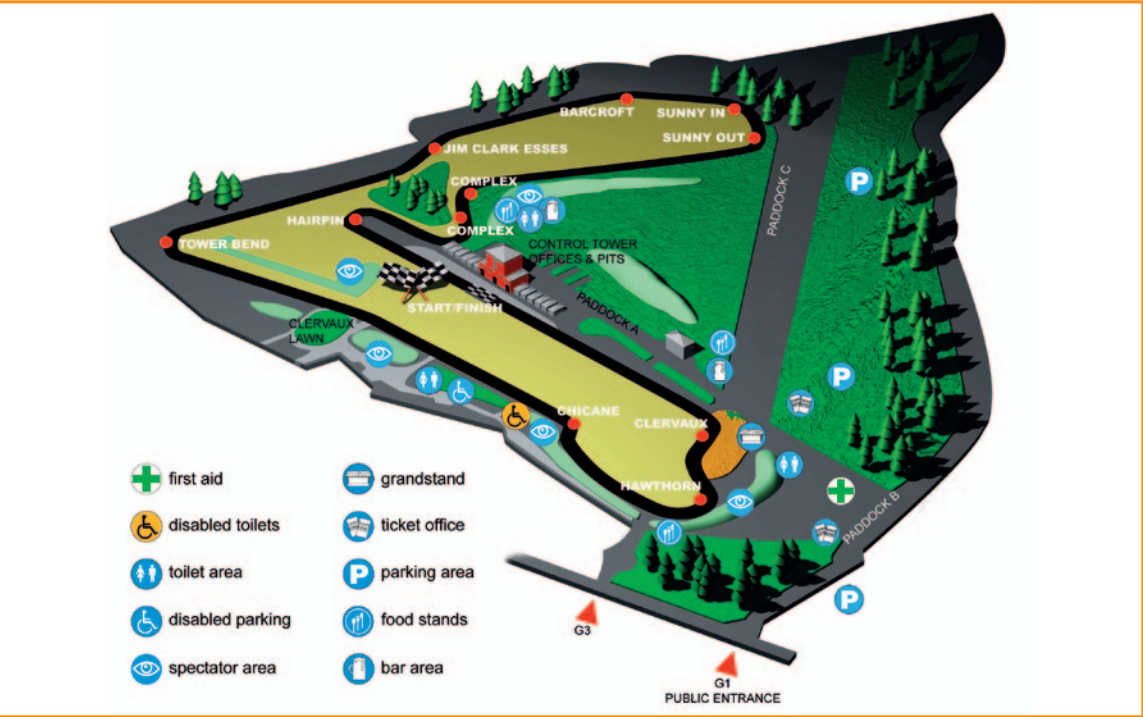 BARCROFT
SUNNY IN
SUNNY OUT
JIM CLARK ESSES
COMPLEX
PADDOCK C
HAIRPIN
COMPLEX
TOWER BEND
CONTROL TOWER
OFFICES & PITS
START/FINISH
PADDOCK A
CLERVAUX
LAWN
CHICANE
CLERVAUX
HAWTHORN
PADDOCK B
first aid
disabled toilets
toilet area
disabled parking
spectator area
grandstand
ticket office
P parking area
food stands
bar area
P
P
P
G3
G1
PUBLIC ENTRANCE